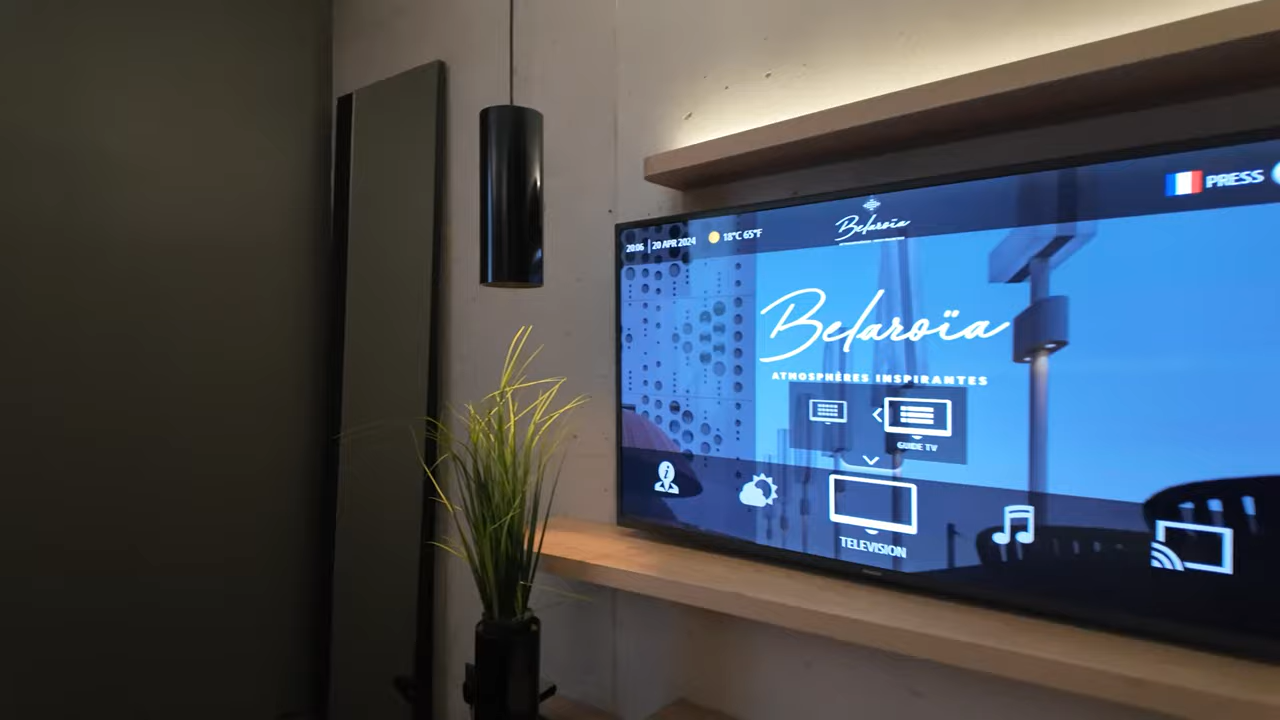 20:06 | 20 APR 2024
18°C 65°F
Belaroïa
PRESS
Belaroïa
ATMOSPHÈRES INSPIRANTES
GUIDE TV
TELEVISION